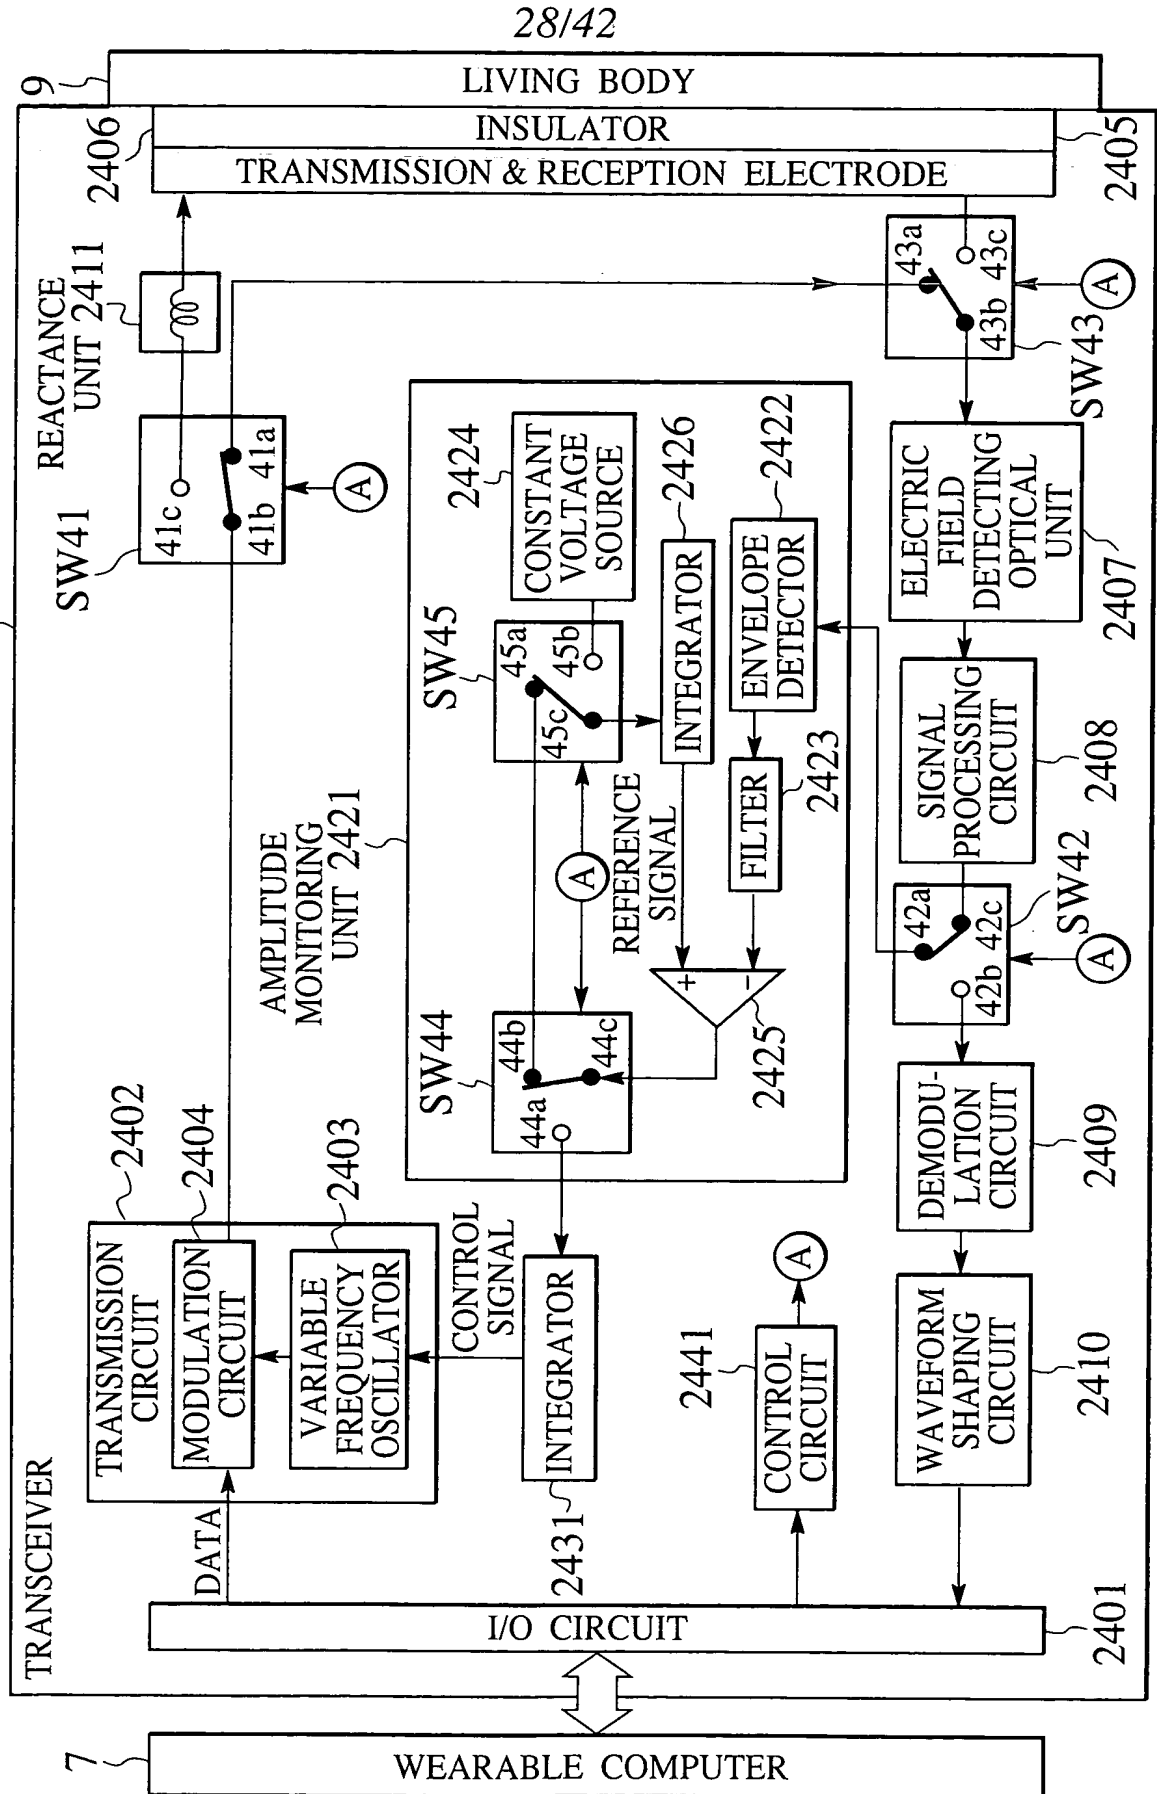 28/42
9
LIVING BODY
2406
INSULATOR
2405
TRANSMISSION & RECEPTION ELECTRODE
REACTANCE
UNIT 2411
43a
43c
43b
A
SW43
SW41
41c
41a
41b
A
2424
CONSTANT
VOLTAGE
SOURCE
2426
2422
ELECTRIC
FIELD
DETECTING
OPTICAL
UNIT
2407
SW45
45a
45b
45c
INTEGRATOR
ENVELOPE
DETECTOR
SIGNAL
PROCESSING
CIRCUIT
2408
AMPLITUDE
MONITORING
UNIT 2421
A
REFERENCE
SIGNAL
FILTER
2423
42a
42c
42b
SW42
A
SW44
44b
44c
44a
+
-
2425
2402
2404
2403
TRANSMISSION
CIRCUIT
MODULATION
CIRCUIT
VARIABLE
FREQUENCY
OSCILLATOR
CONTROL
SIGNAL
INTEGRATOR
2431
A
2441
CONTROL
CIRCUIT
DEMODU-
LATION
CIRCUIT
2409
WAVEFORM
SHAPING
CIRCUIT
2410
TRANSCEIVER
DATA
I/O CIRCUIT
2401
7
WEARABLE COMPUTER